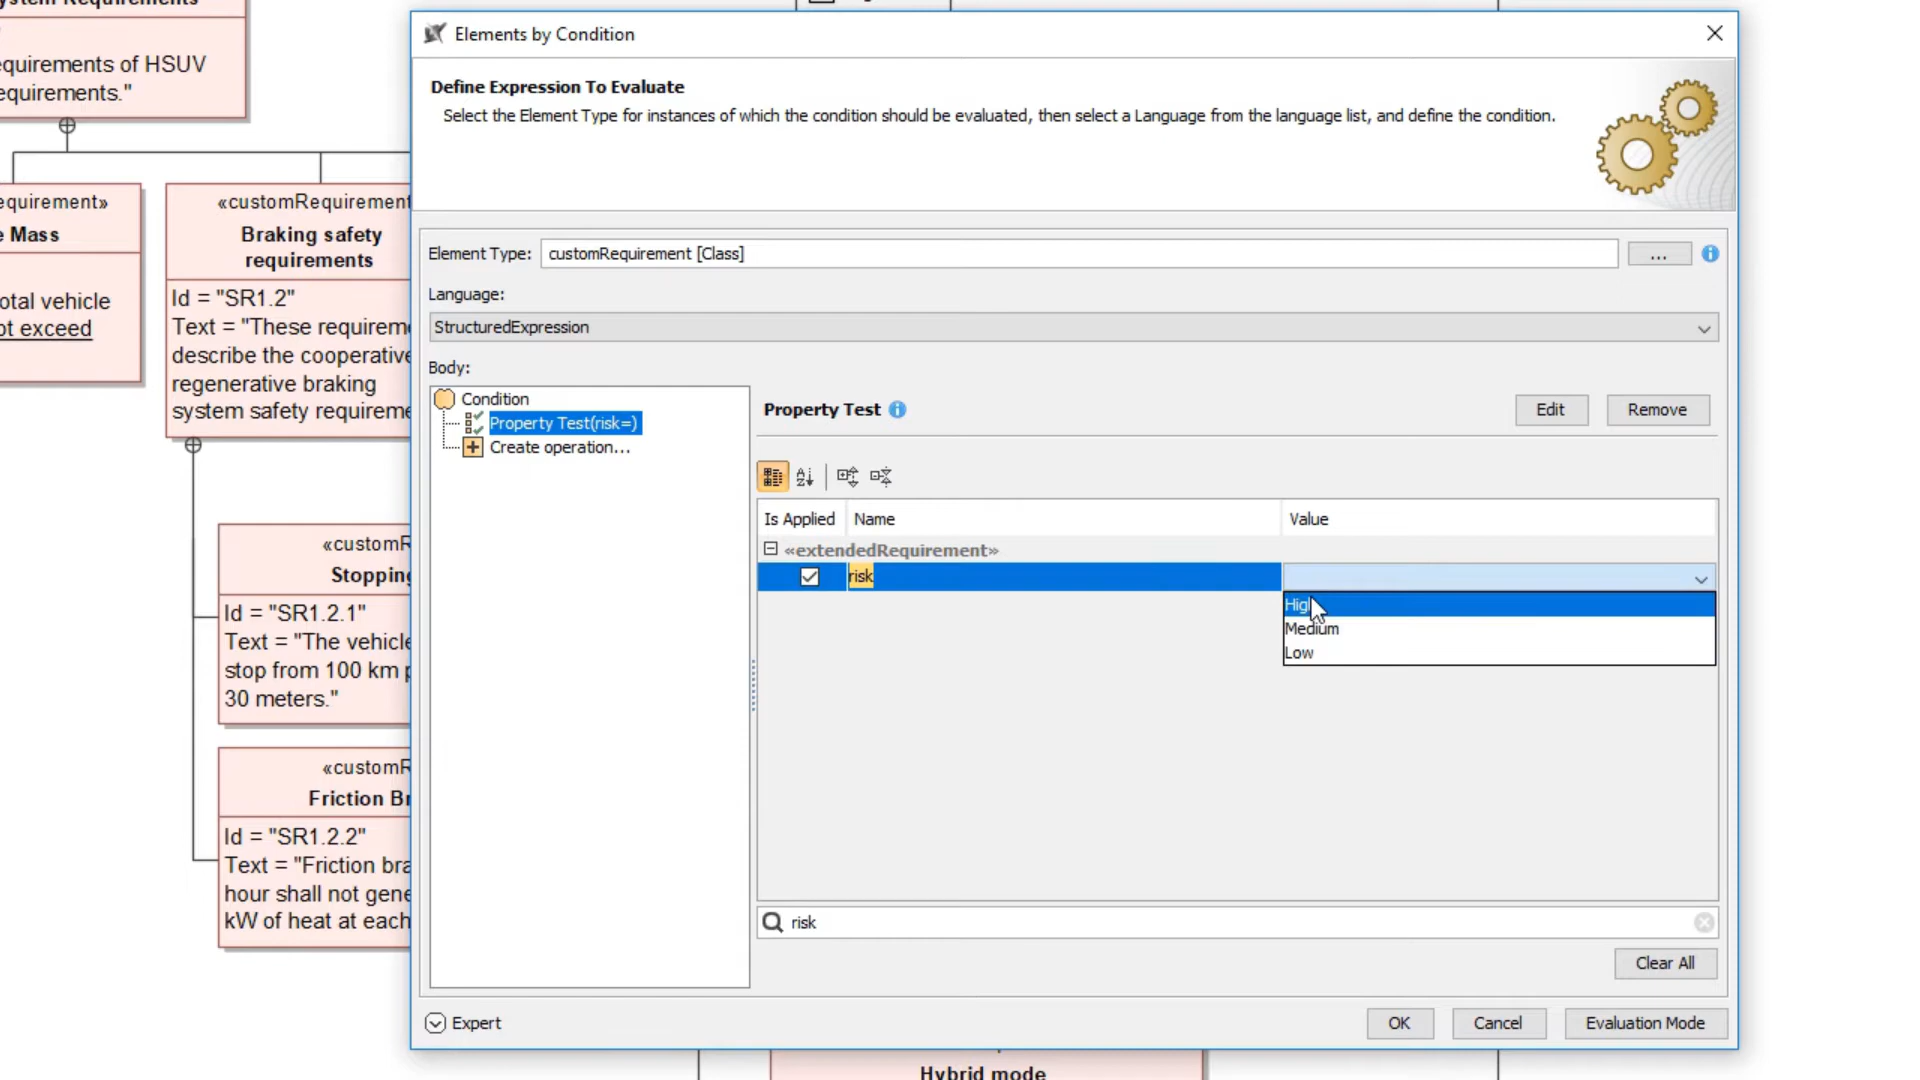 equirements of HSUV
equirements."
equirement»
e Mass
otal vehicle
ot exceed
«customRequirement
Braking safety
requirements
Id = "SR1.2"
Text = "These requireme
describe the cooperative
regenerative braking
system safety requireme
«customR
Stopping
Id = "SR1.2.1"
Text = "The vehicle
stop from 100 km p
30 meters."
«customR
Friction Br
Id = "SR1.2.2"
Text = "Friction bra
hour shall not gene
kW of heat at each
Elements by Condition
Define Expression To Evaluate
Select the Element Type for instances of which the condition should be evaluated, then select a Language from the language list, and define the condition.
Element Type: customRequirement [Class] ...
Language:
StructuredExpression
Body:
Condition
Property Test(risk=)
Create operation...
Property Test
Edit Remove
Is Applied Name Value
«extendedRequirement»
risk
High
Medium
Low
risk
Clear All
Expert
OK Cancel Evaluation Mode
Hybrid mode